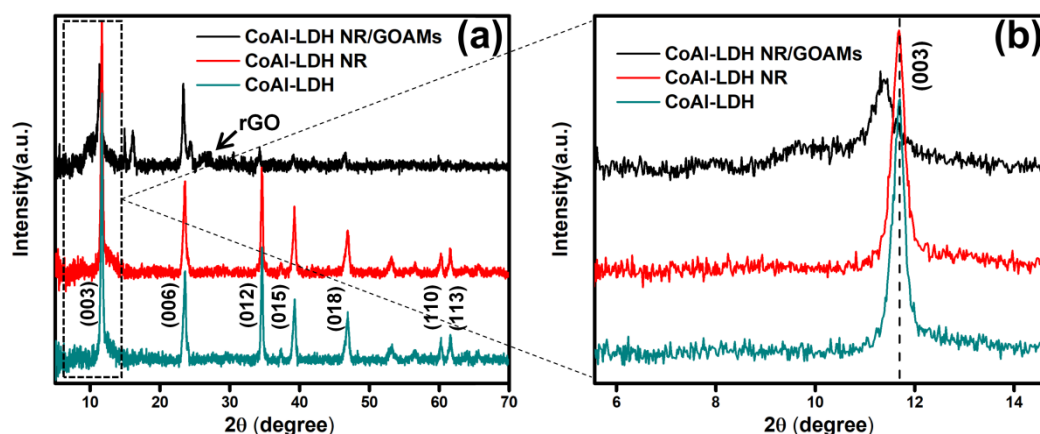 CoAl-LDH NR/GOAMs
CoAl-LDH NR
CoAl-LDH
(a)
rGO
(003)
(006)
(012)
(015)
(018)
(110)
(113)
Intensity(a.u.)
10 20 30 40 50 60 70
2θ (degree)
CoAl-LDH NR/GOAMs
CoAl-LDH NR
CoAl-LDH
(b)
(003)
Intensity(a.u.)
6 8 10 12 14
2θ (degree)